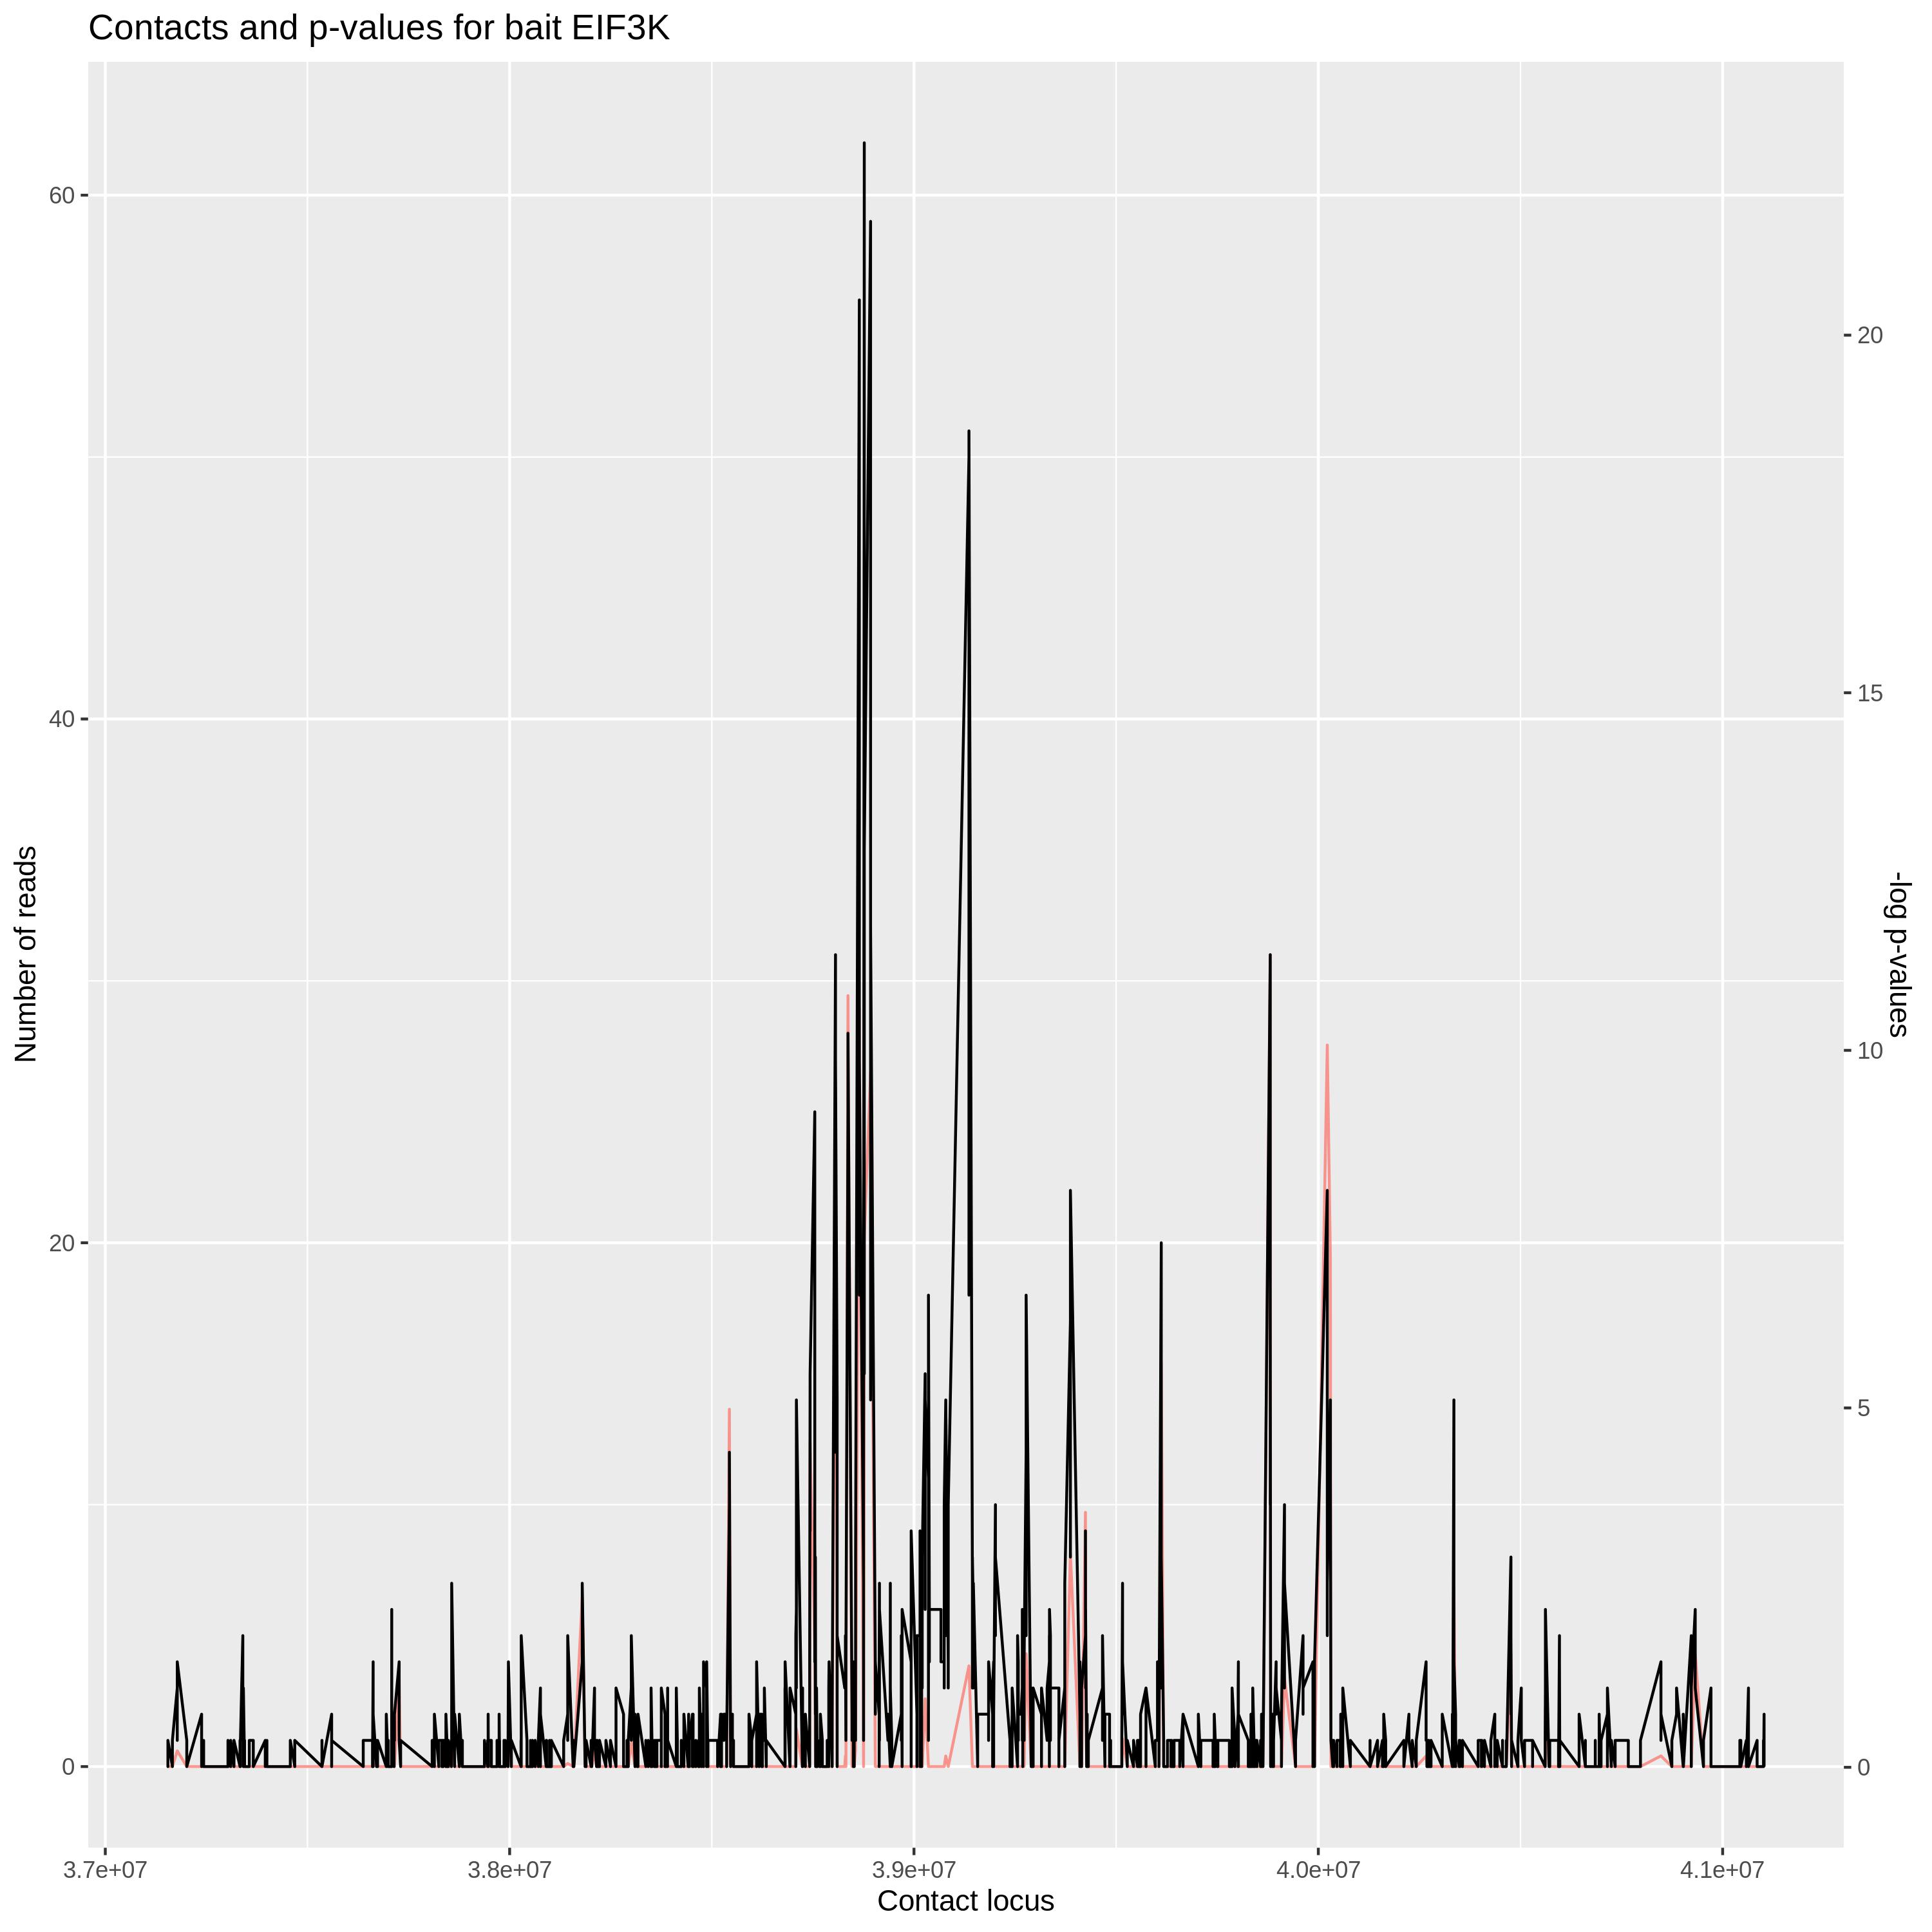 Contacts and p-values for bait EIF3K
60
40
20
0
Number of reads
20
15
10
5
0
-log p-values
3.7e+07 3.8e+07 3.9e+07 4.0e+07 4.1e+07
Contact locus